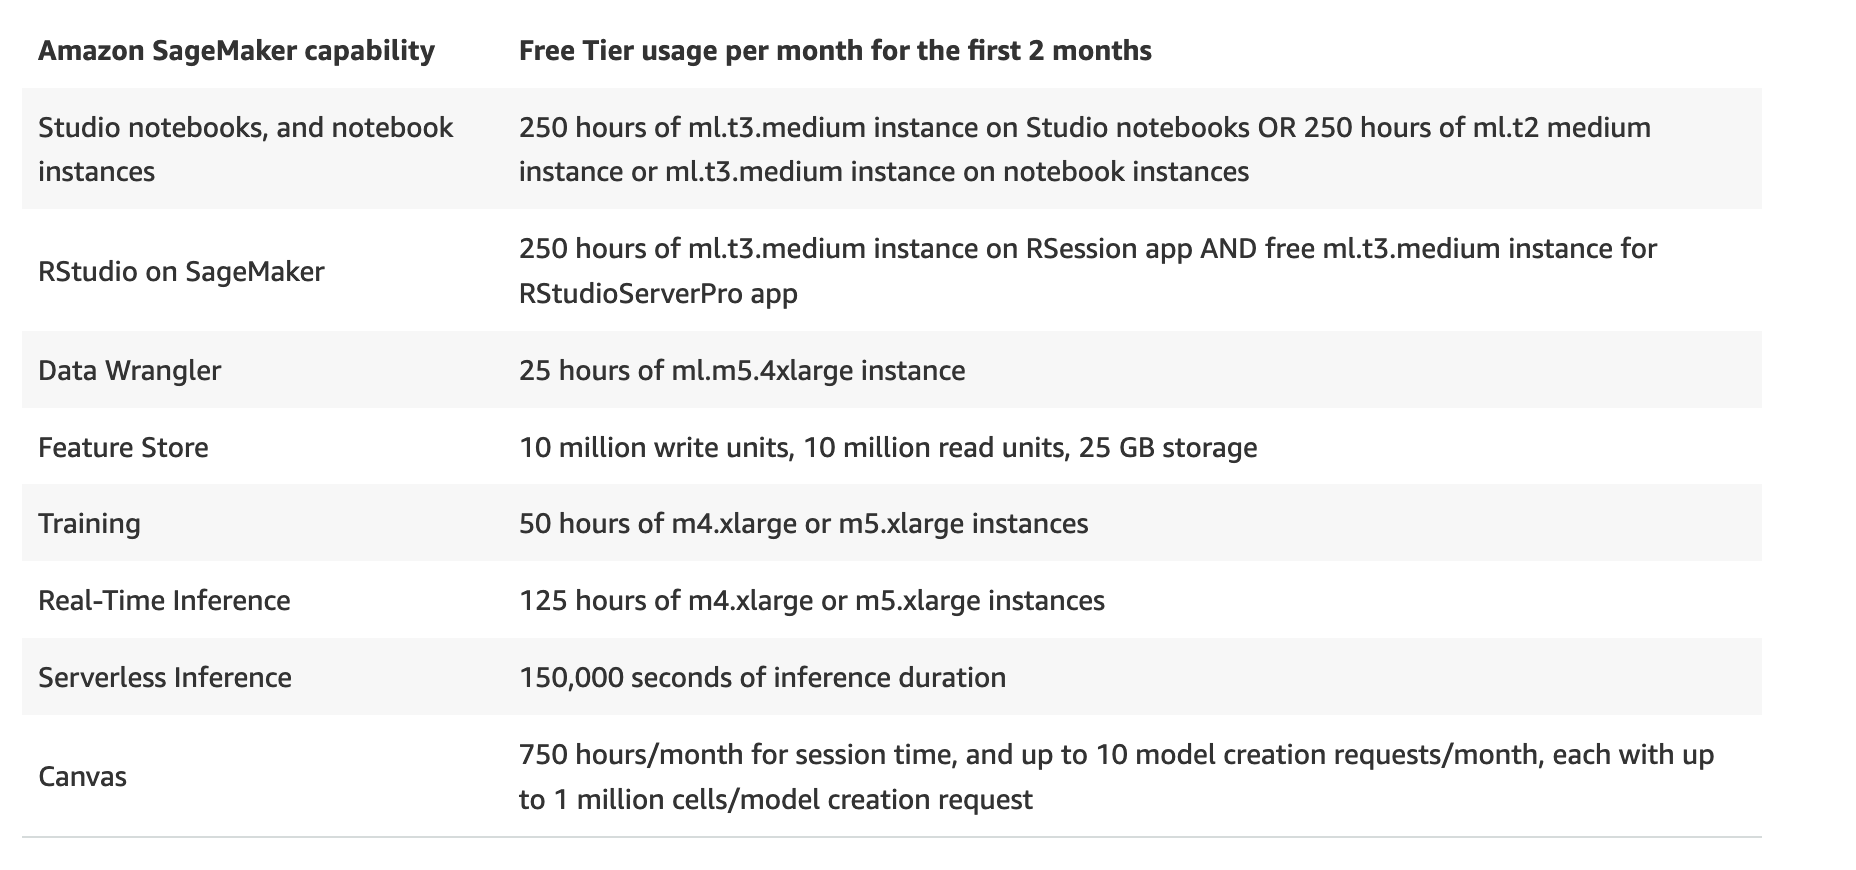 Amazon SageMaker capability
Free Tier usage per month for the first 2 months
Studio notebooks, and notebook
instances
250 hours of ml.t3.medium instance on Studio notebooks OR 250 hours of ml.t2 medium
instance or ml.t3.medium instance on notebook instances
RStudio on SageMaker
250 hours of ml.t3.medium instance on RSession app AND free ml.t3.medium instance for
RStudioServerPro app
Data Wrangler
25 hours of ml.m5.4xlarge instance
Feature Store
10 million write units, 10 million read units, 25 GB storage
Training
50 hours of m4.xlarge or m5.xlarge instances
Real-Time Inference
125 hours of m4.xlarge or m5.xlarge instances
Serverless Inference
150,000 seconds of inference duration
Canvas
750 hours/month for session time, and up to 10 model creation requests/month, each with up
to 1 million cells/model creation request